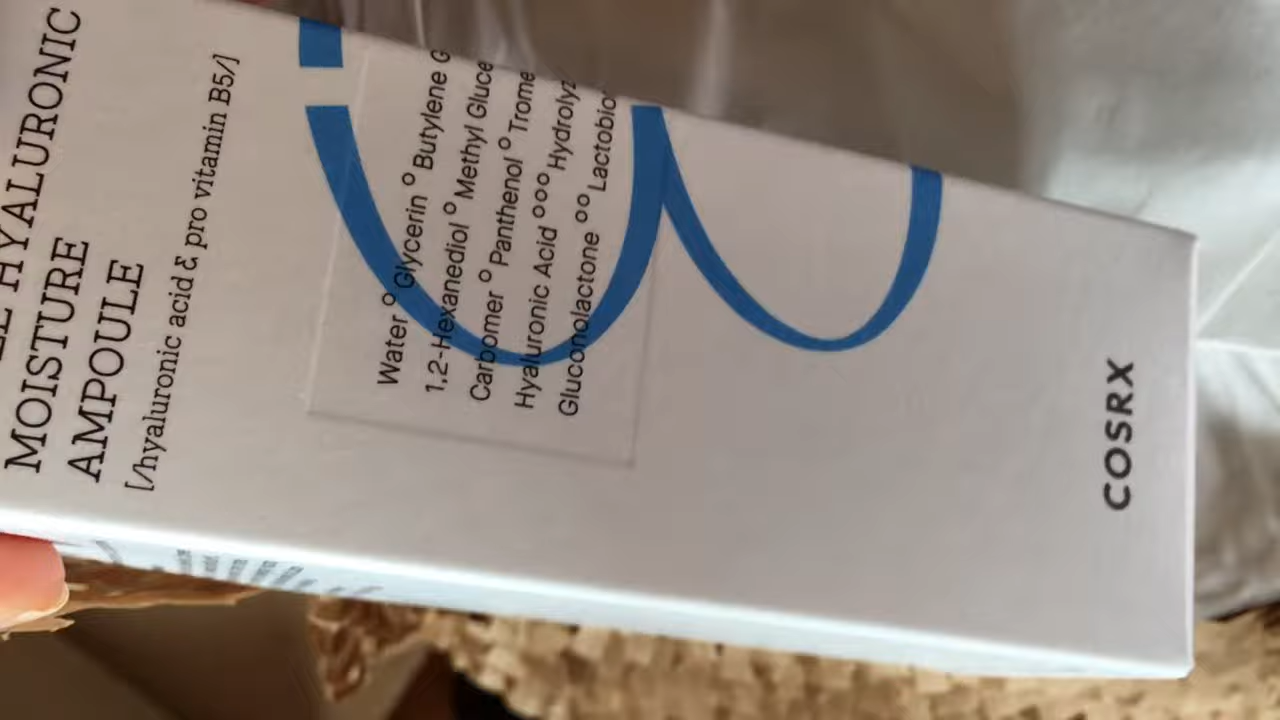 HYALURONIC
MOISTURE
AMPOULE
[/hyaluronic acid & pro vitamin B5/]
Water ° Glycerin ° Butylene G
1,2-Hexanediol ° Methyl Gluce
Carbomer ° Panthenol ° Trome
Hyaluronic Acid °°° Hydrolyz
Gluconolactone °° Lactobio
COSRX